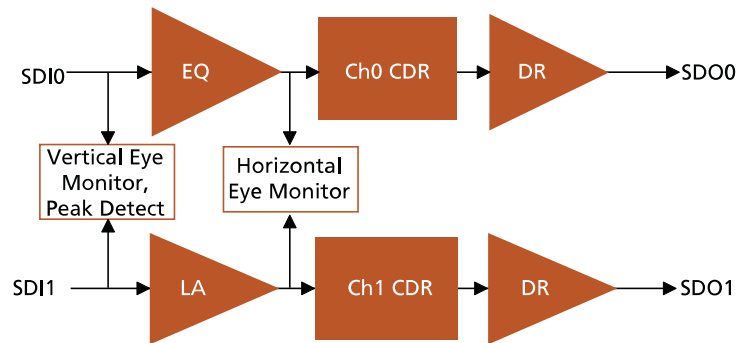 SDI0
EQ
Ch0 CDR
DR
SDO0
Vertical Eye
Monitor,
Peak Detect
Horizontal
Eye Monitor
SDI1
LA
Ch1 CDR
DR
SDO1